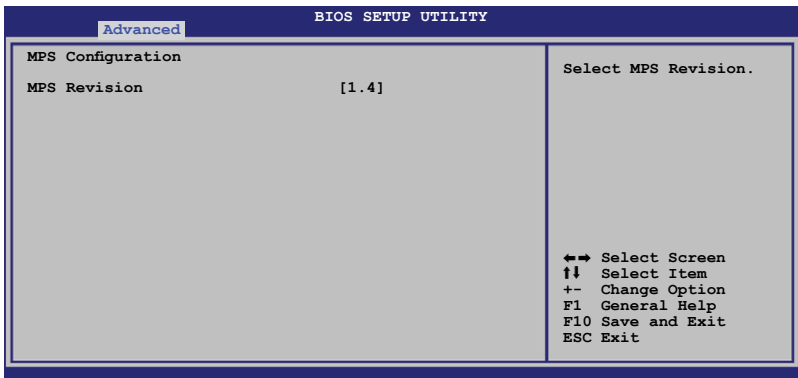 BIOS SETUP UTILITY
Advanced
MPS Configuration
MPS Revision [1.4]
Select MPS Revision.
←→ Select Screen
↑↓ Select Item
+- Change Option
F1 General Help
F10 Save and Exit
ESC Exit